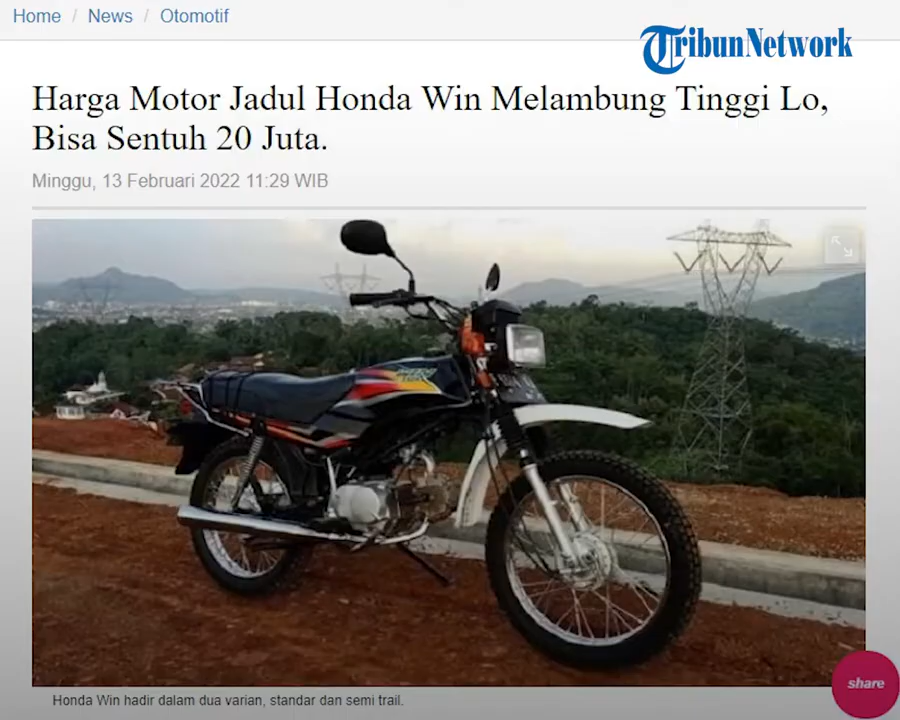 Home / News / Otomotif
TribunNetwork
Harga Motor Jadul Honda Win Melambung Tinggi Lo,
Bisa Sentuh 20 Juta.
Minggu, 13 Februari 2022 11:29 WIB
Honda Win hadir dalam dua varian, standar dan semi trail.
share